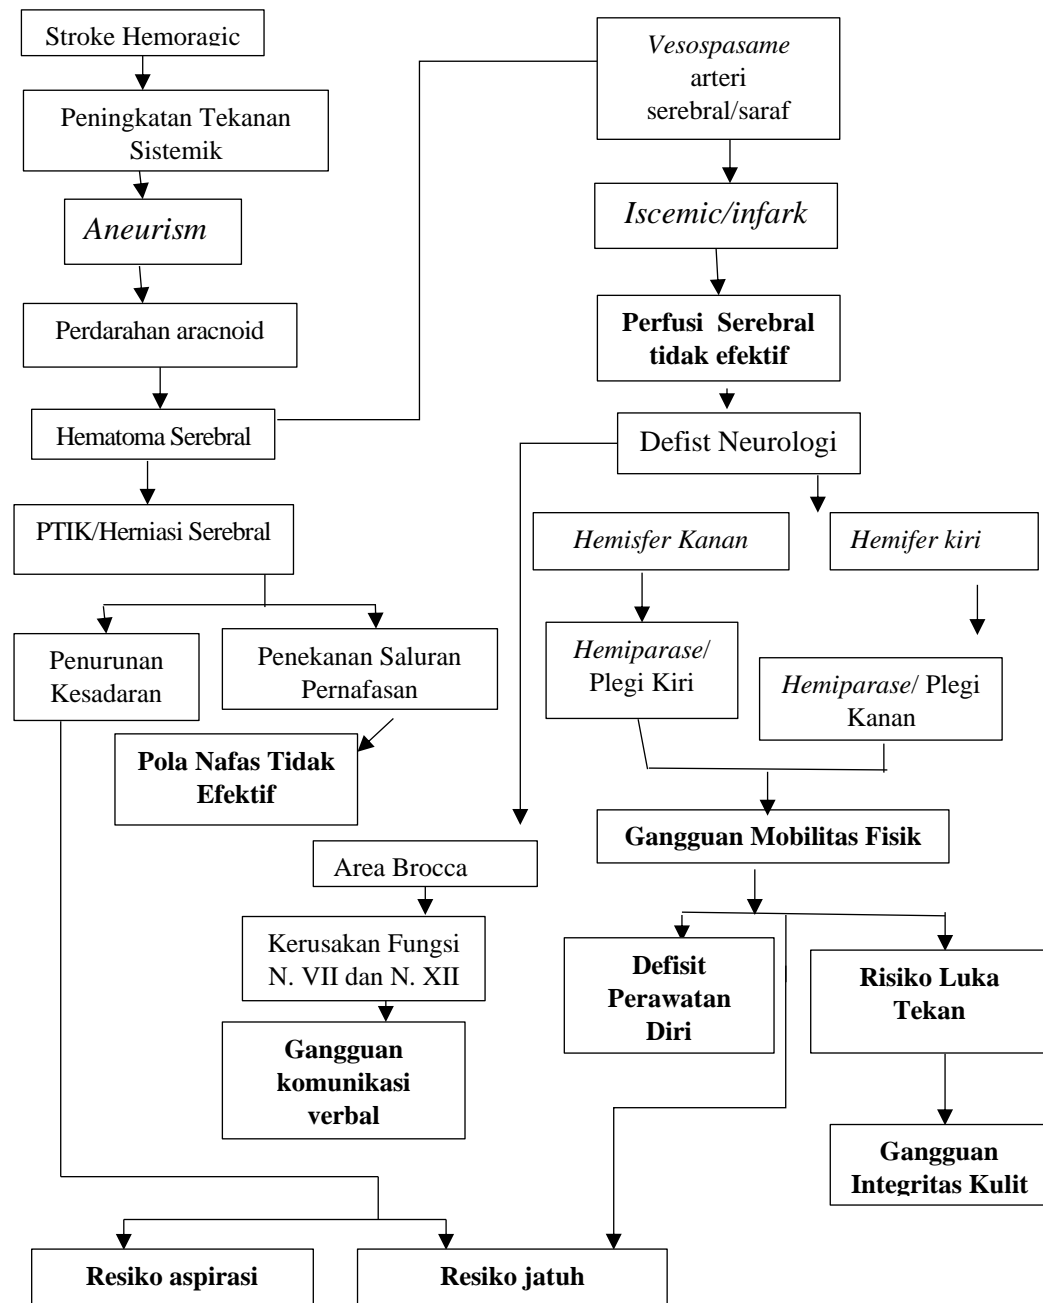 Stroke Hemoragic
Peningkatan Tekanan
Sistemik
Aneurism
Perdarahan aracnoid
Hematoma Serebral
PTIK/Herniasi Serebral
Penurunan
Kesadaran
Penekanan Saluran
Pernafasan
Pola Nafas Tidak
Efektif
Vesospasame
arteri
serebral/saraf
Iscemic/infark
Perfusi Serebral
tidak efektif
Defist Neurologi
Hemisfer Kanan
Hemifer kiri
Hemiparase/
Plegi Kiri
Hemiparase/ Plegi
Kanan
Gangguan Mobilitas Fisik
Area Brocca
Kerusakan Fungsi
N. VII dan N. XII
Gangguan
komunikasi
verbal
Defisit
Perawatan
Diri
Risiko Luka
Tekan
Gangguan
Integritas Kulit
Resiko aspirasi
Resiko jatuh